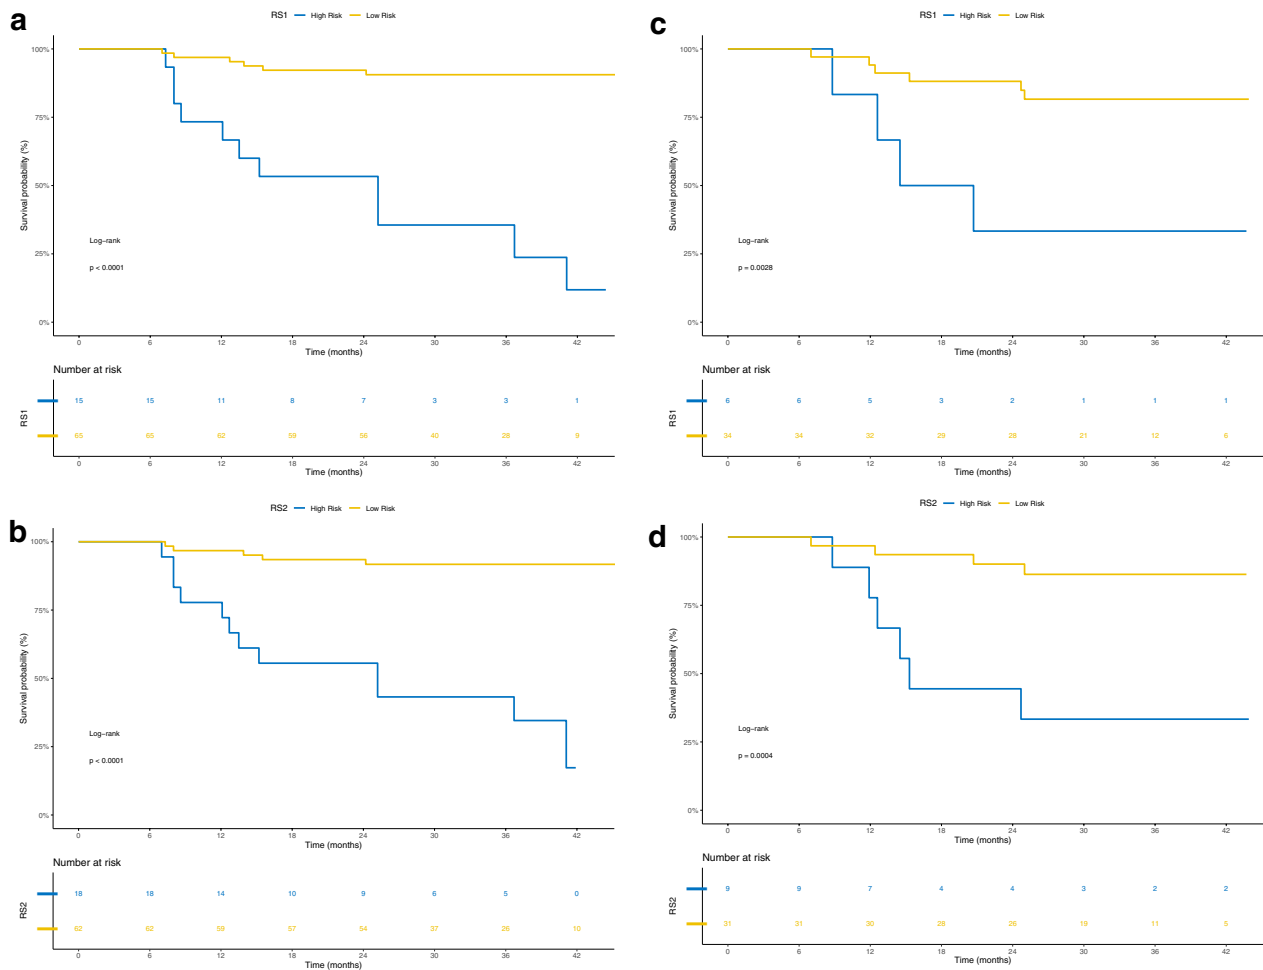 a
RS1 High Risk Low Risk
Survival probability (%)
100%
75%
50%
25%
0%
Log-rank
p < 0.0001
0 6 12 18 24 30 36 42
Time (months)
Number at risk
RS1
15 15 11 8 7 3 3 1
65 65 62 59 56 40 28 9
0 6 12 18 24 30 36 42
Time (months)
b
RS2 High Risk Low Risk
Survival probability (%)
100%
75%
50%
25%
0%
Log-rank
p < 0.0001
0 6 12 18 24 30 36 42
Time (months)
Number at risk
RS2
18 18 14 10 9 6 5 0
62 62 59 57 54 37 26 10
0 6 12 18 24 30 36 42
Time (months)
c
RS1 High Risk Low Risk
Survival probability (%)
100%
75%
50%
25%
0%
Log-rank
p = 0.0028
0 6 12 18 24 30 36 42
Time (months)
Number at risk
RS1
6 6 5 3 2 1 1 1
34 34 32 29 28 21 12 6
0 6 12 18 24 30 36 42
Time (months)
d
RS2 High Risk Low Risk
Survival probability (%)
100%
75%
50%
25%
0%
Log-rank
p = 0.0004
0 6 12 18 24 30 36 42
Time (months)
Number at risk
RS2
9 9 7 4 4 3 2 2
31 31 30 28 26 19 11 5
0 6 12 18 24 30 36 42
Time (months)